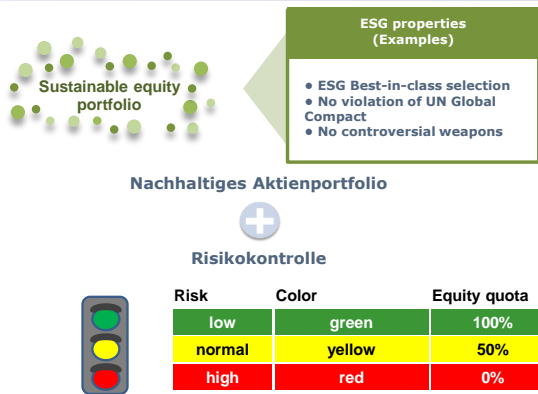 ESG properties
(Examples)
Sustainable equity
portfolio
● ESG Best-in-class selection
● No violation of UN Global
Compact
● No controversial weapons
Nachhaltiges Aktienportfolio
Risikokontrolle
Risk Color Equity quota
low green 100%
normal yellow 50%
high red 0%